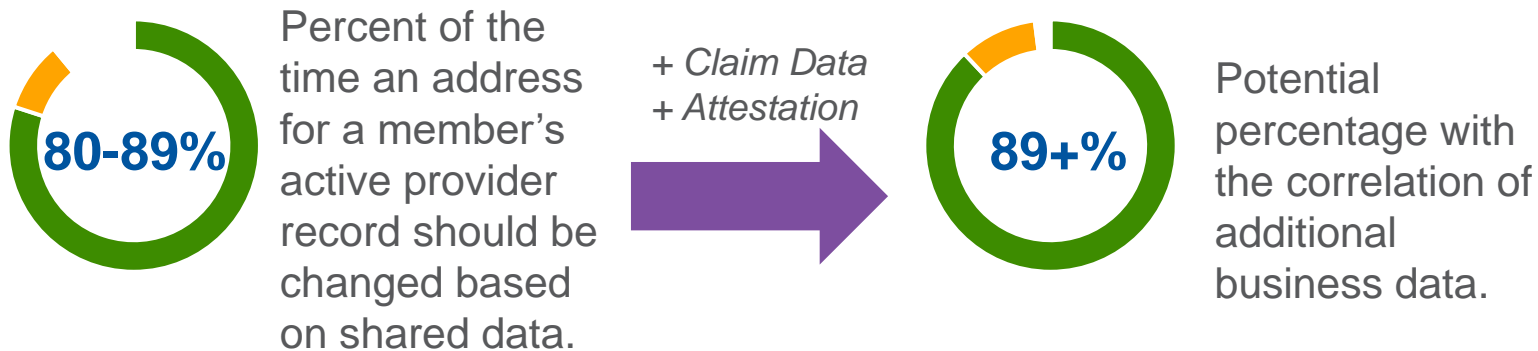 80-89%
Percent of the
time an address
for a member’s
active provider
record should be
changed based
on shared data.
+ Claim Data
+ Attestation
89+%
Potential
percentage with
the correlation of
additional
business data.